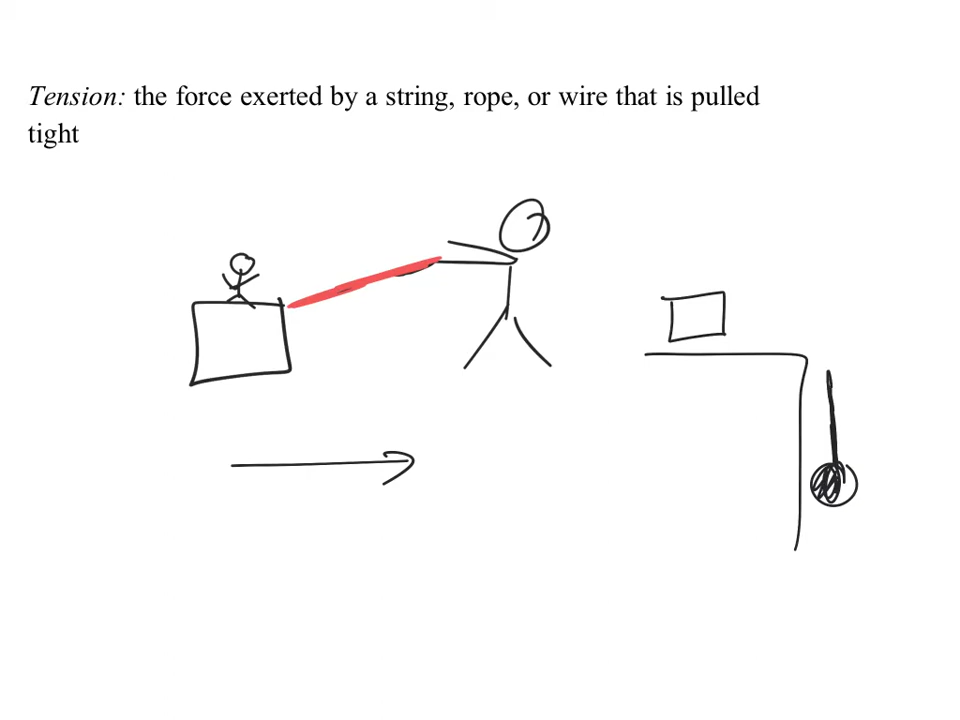 Tension: the force exerted by a string, rope, or wire that is pulled
tight